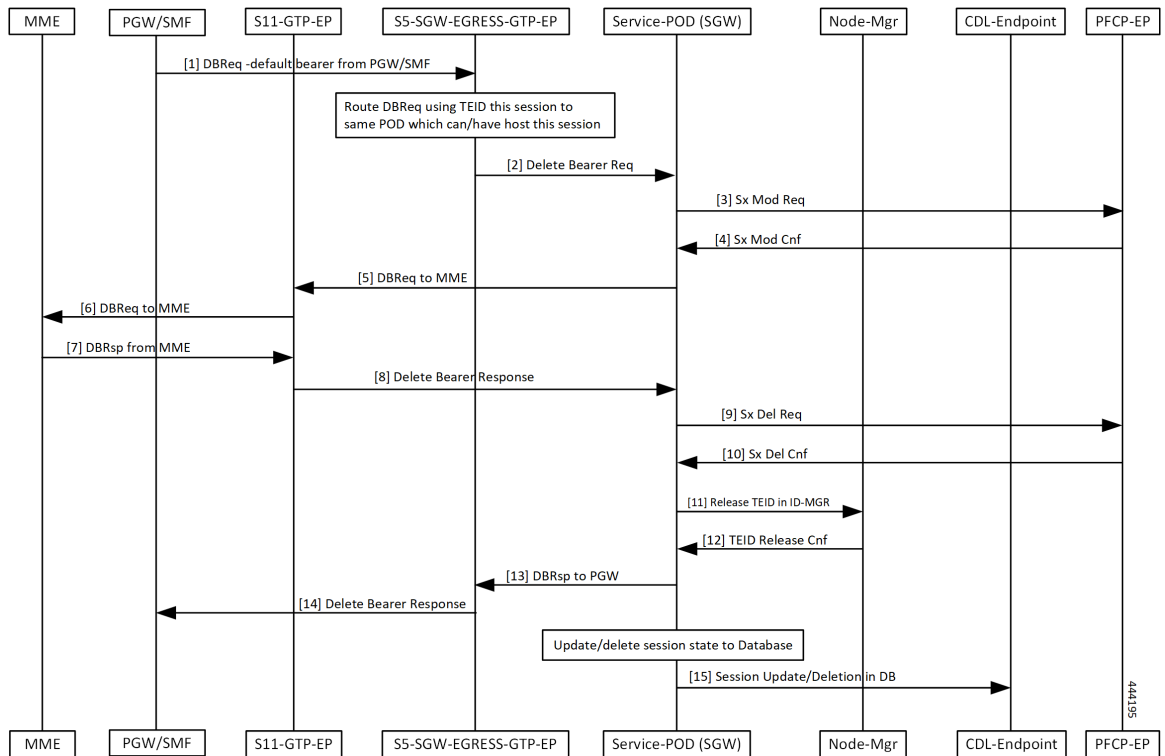 MME
PGW/SMF
S11-GTP-EP
S5-SGW-EGRESS-GTP-EP
Service-POD (SGW)
Node-Mgr
CDL-Endpoint
PFCP-EP
[1] DBReq -default bearer from PGW/SMF
Route DBReq using TEID this session to
same POD which can/have host this session
[2] Delete Bearer Req
[3] Sx Mod Req
[4] Sx Mod Cnf
[5] DBReq to MME
[6] DBReq to MME
[7] DBRsp from MME
[8] Delete Bearer Response
[9] Sx Del Req
[10] Sx Del Cnf
[11] Release TEID in ID-MGR
[12] TEID Release Cnf
[13] DBRsp to PGW
[14] Delete Bearer Response
Update/delete session state to Database
[15] Session Update/Deletion in DB
444195
MME
PGW/SMF
S11-GTP-EP
S5-SGW-EGRESS-GTP-EP
Service-POD (SGW)
Node-Mgr
CDL-Endpoint
PFCP-EP